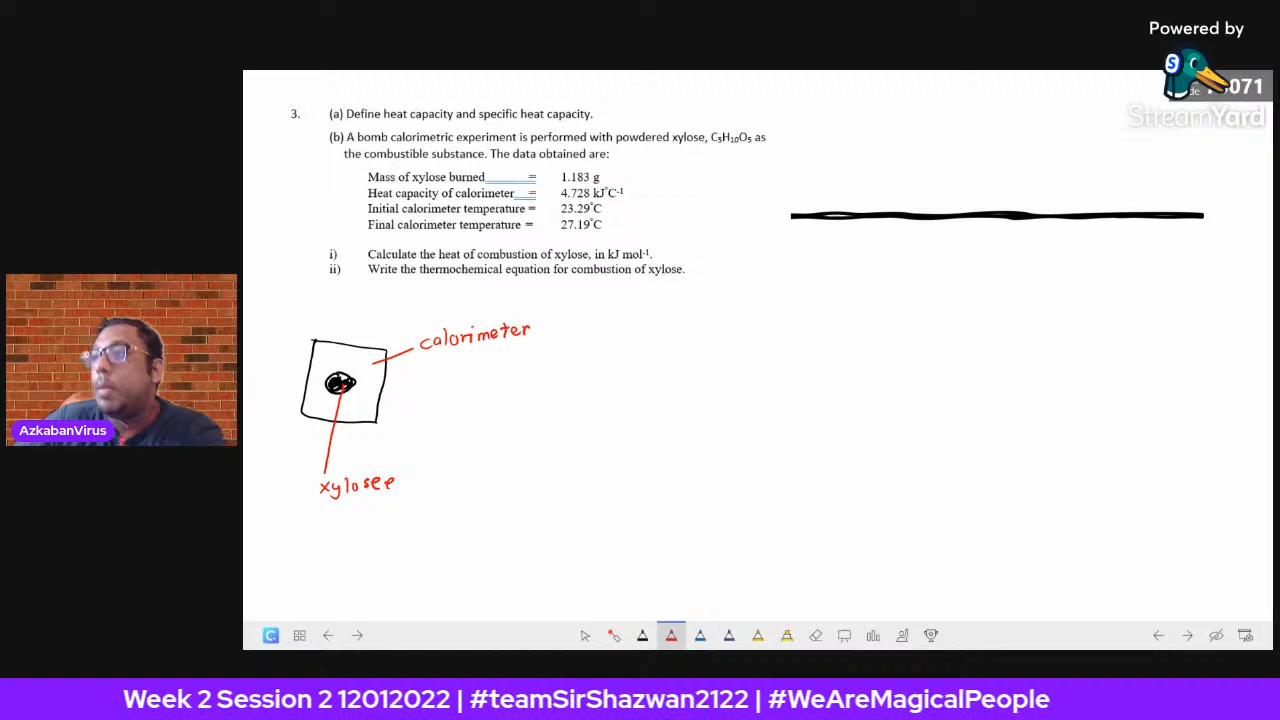 Powered by
S
StreamYard
071
3. (a) Define heat capacity and specific heat capacity.
(b) A bomb calorimetric experiment is performed with powdered xylose, C₅H₁₀O₅ as
the combustible substance. The data obtained are:
Mass of xylose burned = 1.183 g
Heat capacity of calorimeter = 4.728 kJ°C⁻¹
Initial calorimeter temperature = 23.29°C
Final calorimeter temperature = 27.19°C
i) Calculate the heat of combustion of xylose, in kJ mol⁻¹.
ii) Write the thermochemical equation for combustion of xylose.
calorimeter
xylosee
AzkabanVirus
C
Week 2 Session 2 12012022 | #teamSirShazwan2122 | #WeAreMagicalPeople